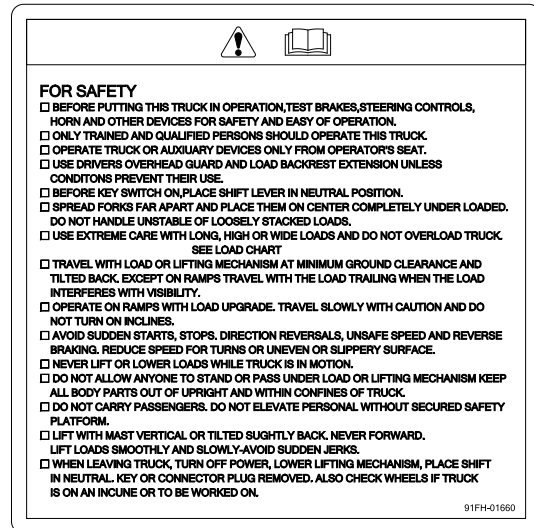 FOR SAFETY
□ BEFORE PUTTING THIS TRUCK IN OPERATION,TEST BRAKES,STEERING CONTROLS,
HORN AND OTHER DEVICES FOR SAFETY AND EASY OF OPERATION.
□ ONLY TRAINED AND QUALIFIED PERSONS SHOULD OPERATE THIS TRUCK.
□ OPERATE TRUCK OR AUXIUARY DEVICES ONLY FROM OPERATOR'S SEAT.
□ USE DRIVERS OVERHEAD GUARD AND LOAD BACKREST EXTENSION UNLESS
CONDITONS PREVENT THEIR USE.
□ BEFORE KEY SWITCH ON,PLACE SHIFT LEVER IN NEUTRAL POSITION.
□ SPREAD FORKS FAR APART AND PLACE THEM ON CENTER COMPLETELY UNDER LOADED.
DO NOT HANDLE UNSTABLE OF LOOSELY STACKED LOADS.
□ USE EXTREME CARE WITH LONG, HIGH OR WIDE LOADS AND DO NOT OVERLOAD TRUCK.
SEE LOAD CHART
□ TRAVEL WITH LOAD OR LIFTING MECHANISM AT MINIMUM GROUND CLEARANCE AND
TILTED BACK. EXCEPT ON RAMPS TRAVEL WITH THE LOAD TRAILING WHEN THE LOAD
INTERFERES WITH VISIBILITY.
□ OPERATE ON RAMPS WITH LOAD UPGRADE. TRAVEL SLOWLY WITH CAUTION AND DO
NOT TURN ON INCLINES.
□ AVOID SUDDEN STARTS, STOPS. DIRECTION REVERSALS, UNSAFE SPEED AND REVERSE
BRAKING. REDUCE SPEED FOR TURNS OR UNEVEN OR SLIPPERY SURFACE.
□ NEVER LIFT OR LOWER LOADS WHILE TRUCK IS IN MOTION.
□ DO NOT ALLOW ANYONE TO STAND OR PASS UNDER LOAD OR LIFTING MECHANISM KEEP
ALL BODY PARTS OUT OF UPRIGHT AND WITHIN CONFINES OF TRUCK.
□ DO NOT CARRY PASSENGERS. DO NOT ELEVATE PERSONAL WITHOUT SECURED SAFETY
PLATFORM.
□ LIFT WITH MAST VERTICAL OR TILTED SUGHTLY BACK. NEVER FORWARD.
LIFT LOADS SMOOTHLY AND SLOWLY-AVOID SUDDEN JERKS.
□ WHEN LEAVING TRUCK, TURN OFF POWER, LOWER LIFTING MECHANISM, PLACE SHIFT
IN NEUTRAL. KEY OR CONNECTOR PLUG REMOVED. ALSO CHECK WHEELS IF TRUCK
IS ON AN INCUNE OR TO BE WORKED ON.
91FH-01660